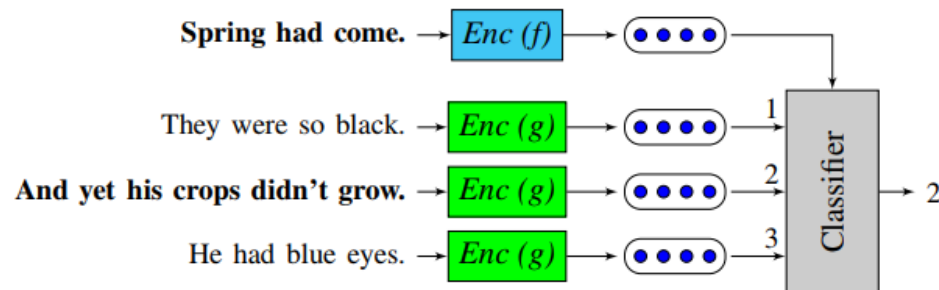 Spring had come. Enc (f)
They were so black. Enc (g) 1
And yet his crops didn't grow. Enc (g) 2
He had blue eyes. Enc (g) 3
Classifier
2